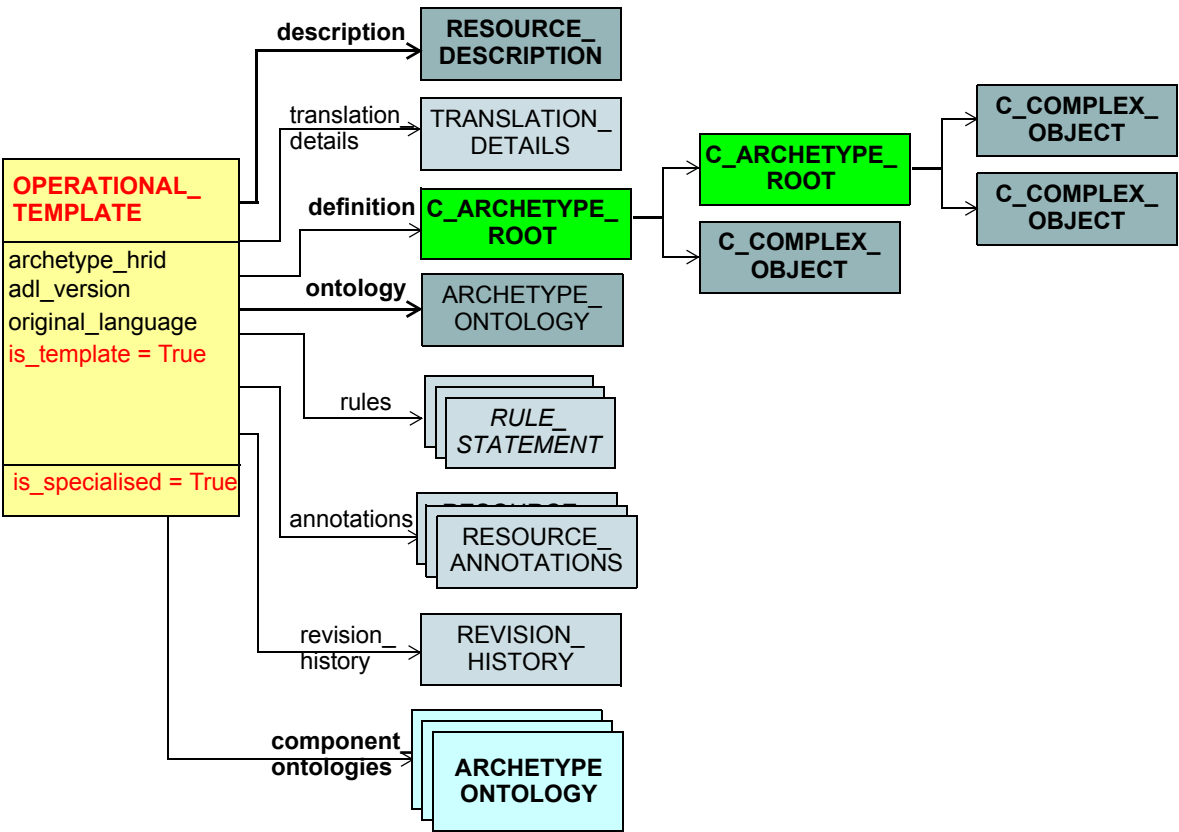 description
RESOURCE_
DESCRIPTION
translation_
details
TRANSLATION_
DETAILS
C_COMPLEX_
OBJECT
C_ARCHETYPE_
ROOT
C_COMPLEX_
OBJECT
OPERATIONAL_
TEMPLATE
definition
C_ARCHETYPE_
ROOT
C_COMPLEX_
OBJECT
archetype_hrid
adl_version
original_language
is_template = True
ontology
ARCHETYPE_
ONTOLOGY
rules
RULE_
STATEMENT
is_specialised = True
annotations
RESOURCE_
RESOURCE_
ANNOTATIONS
revision_
history
REVISION_
HISTORY
component_
ontologies
ARCHETYPE
ONTOLOGY